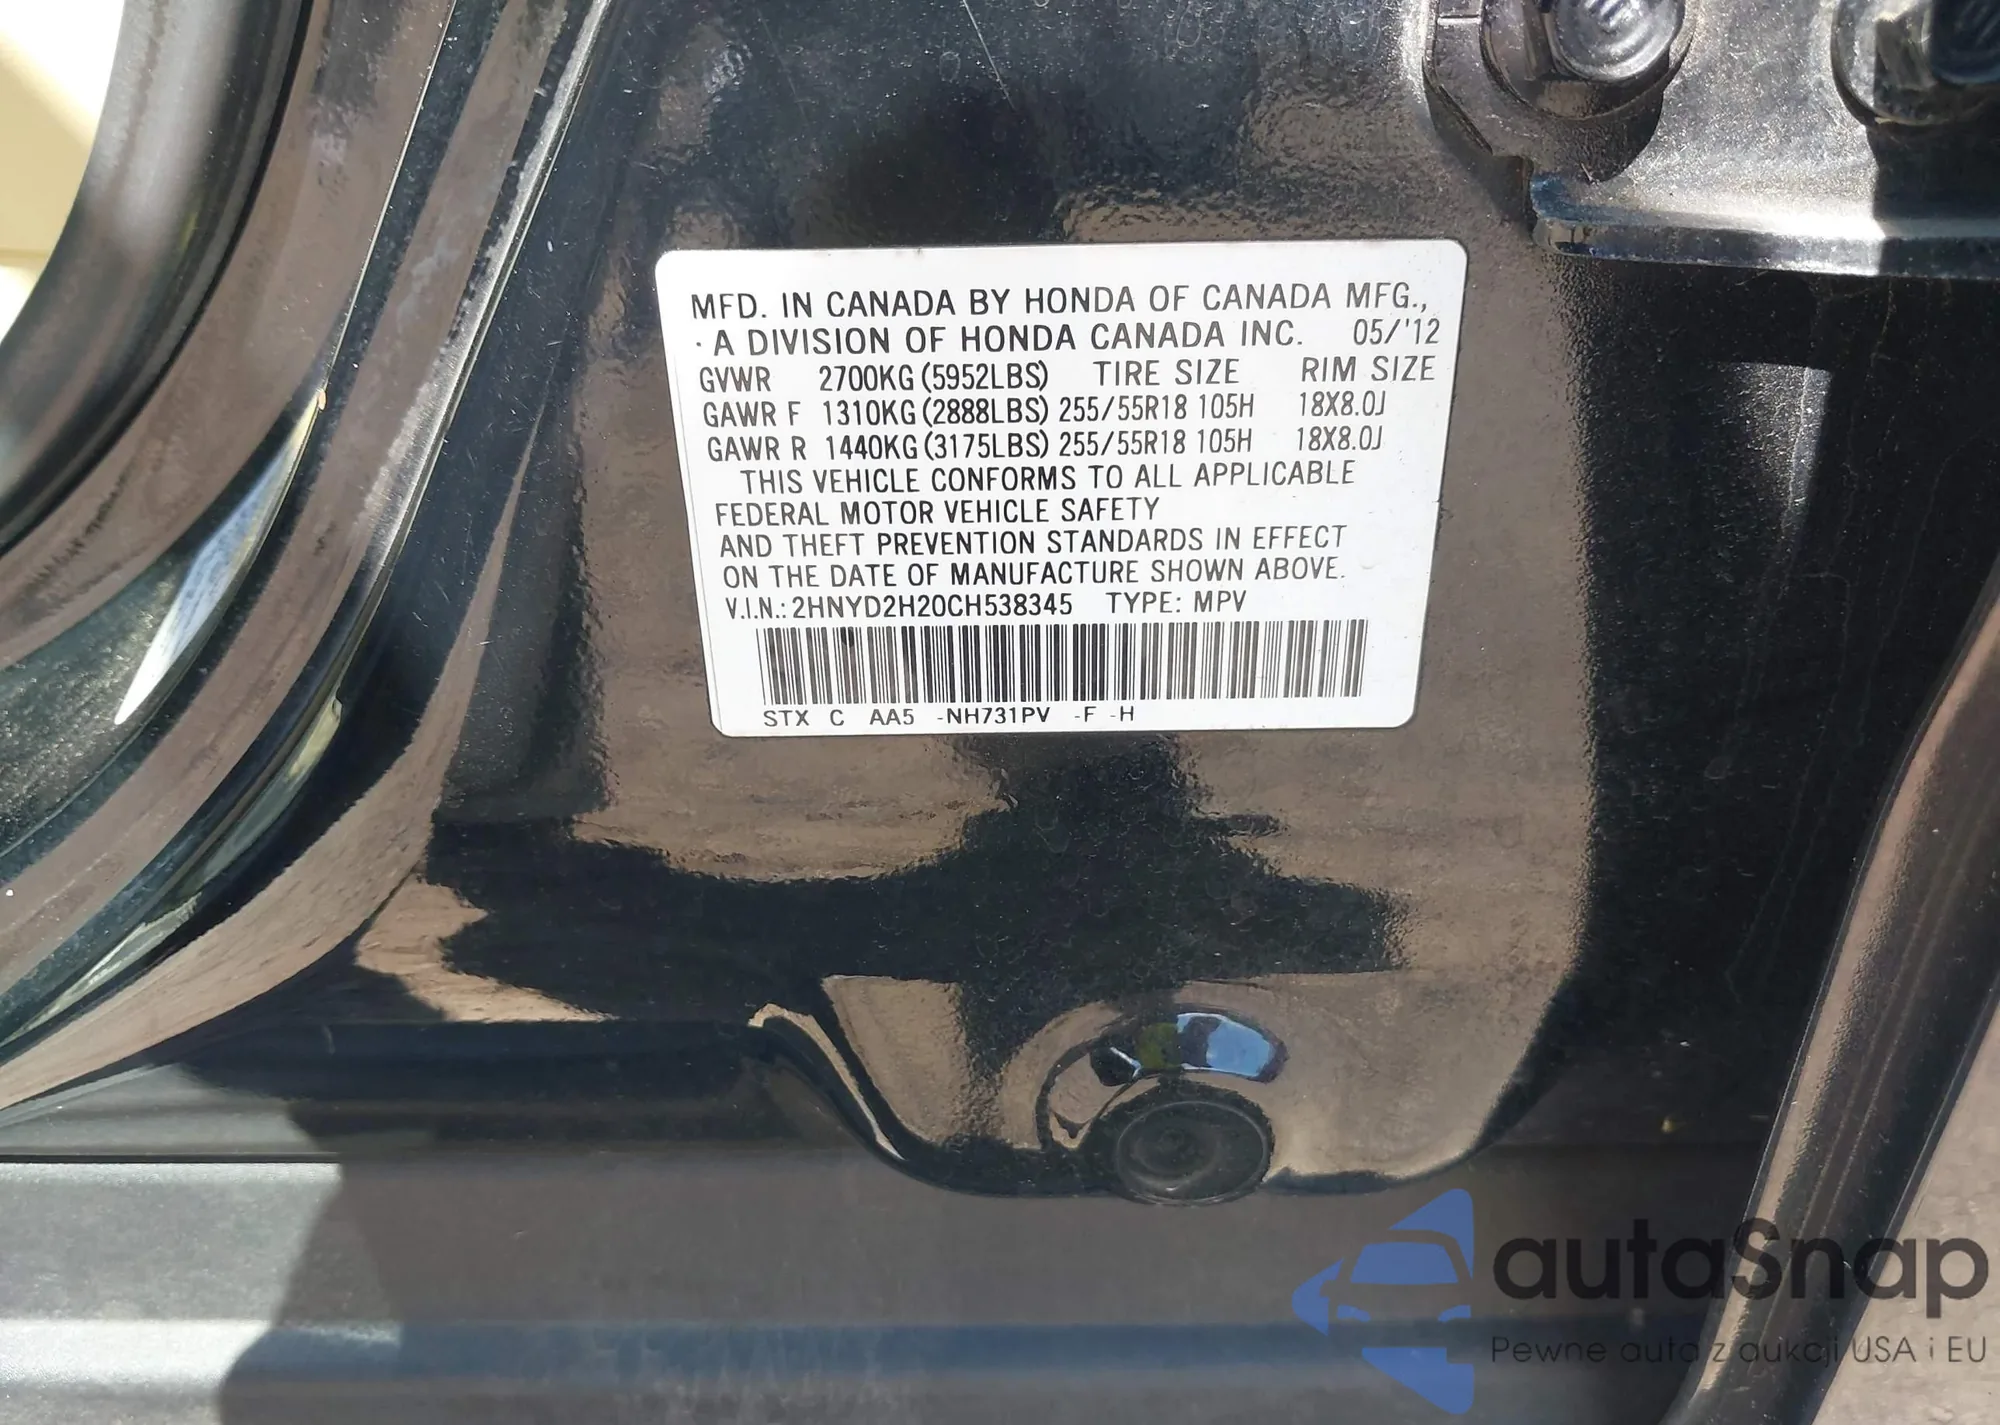 MFD. IN CANADA BY HONDA OF CANADA MFG.,
· A DIVISION OF HONDA CANADA INC. 05/'12
GVWR 2700KG (5952LBS) TIRE SIZE RIM SIZE
GAWR F 1310KG (2888LBS) 255/55R18 105H 18X8.0J
GAWR R 1440KG (3175LBS) 255/55R18 105H 18X8.0J
THIS VEHICLE CONFORMS TO ALL APPLICABLE
FEDERAL MOTOR VEHICLE SAFETY
AND THEFT PREVENTION STANDARDS IN EFFECT
ON THE DATE OF MANUFACTURE SHOWN ABOVE.
V.I.N.: 2HNYD2H20CH538345 TYPE: MPV
STX C AA5 -NH731PV -F -H
autaSnap
Pewne auta z aukcji USA i EU